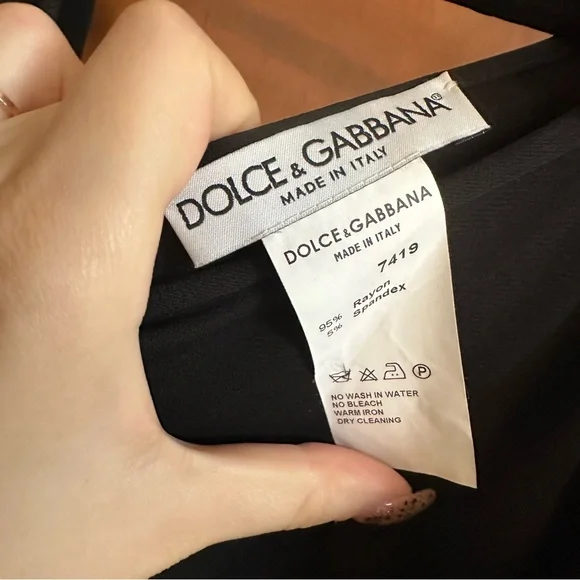 DOLCE & GABBANA®
MADE IN ITALY
DOLCE & GABBANA
MADE IN ITALY
7419
95% Rayon
5% Spandex
P
NO WASH IN WATER
NO BLEACH
WARM IRON
DRY CLEANING